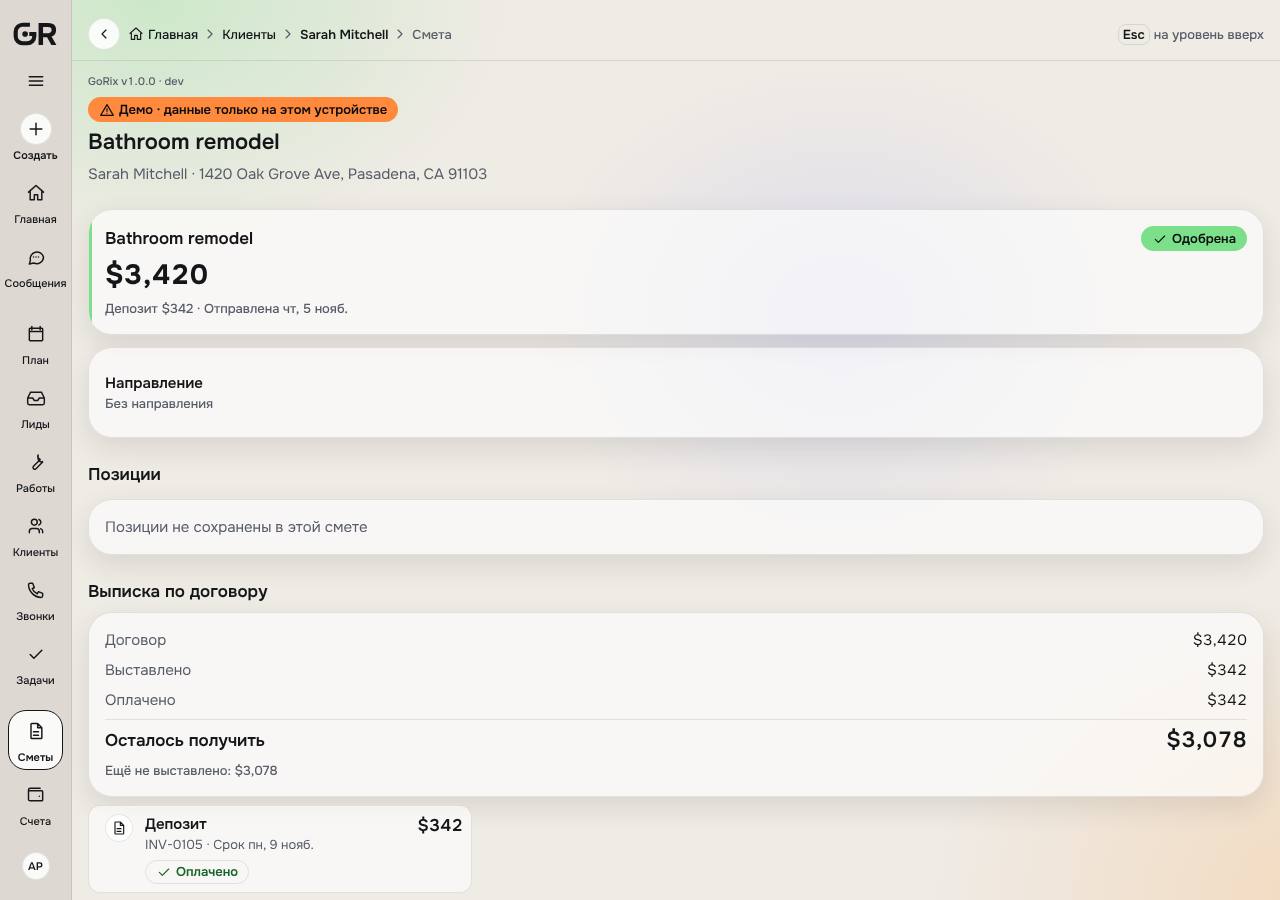 GR
Главная
Клиенты
Sarah Mitchell
Смета
Esc на уровень вверх
GoRix v1.0.0 · dev
Демо · данные только на этом устройстве
Bathroom remodel
Sarah Mitchell · 1420 Oak Grove Ave, Pasadena, CA 91103
Создать
Главная
Сообщения
План
Лиды
Работы
Клиенты
Звонки
Задачи
Сметы
Счета
AP
Bathroom remodel
Одобрена
$3,420
Депозит $342 · Отправлена чт, 5 нояб.
Направление
Без направления
Позиции
Позиции не сохранены в этой смете
Выписка по договору
Договор $3,420
Выставлено $342
Оплачено $342
Осталось получить $3,078
Ещё не выставлено: $3,078
Депозит $342
INV-0105 · Срок пн, 9 нояб.
Оплачено